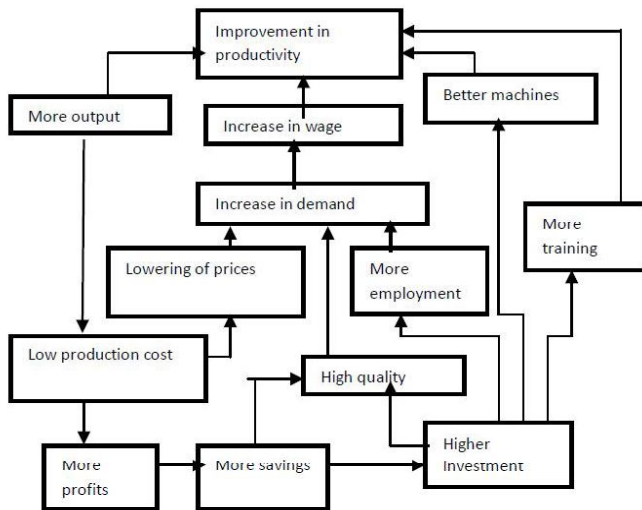 Improvement in
productivity
More output
Better machines
Increase in wage
Increase in demand
More
training
Lowering of prices
More
employment
Low production cost
High quality
More
profits
More savings
Higher
Investment